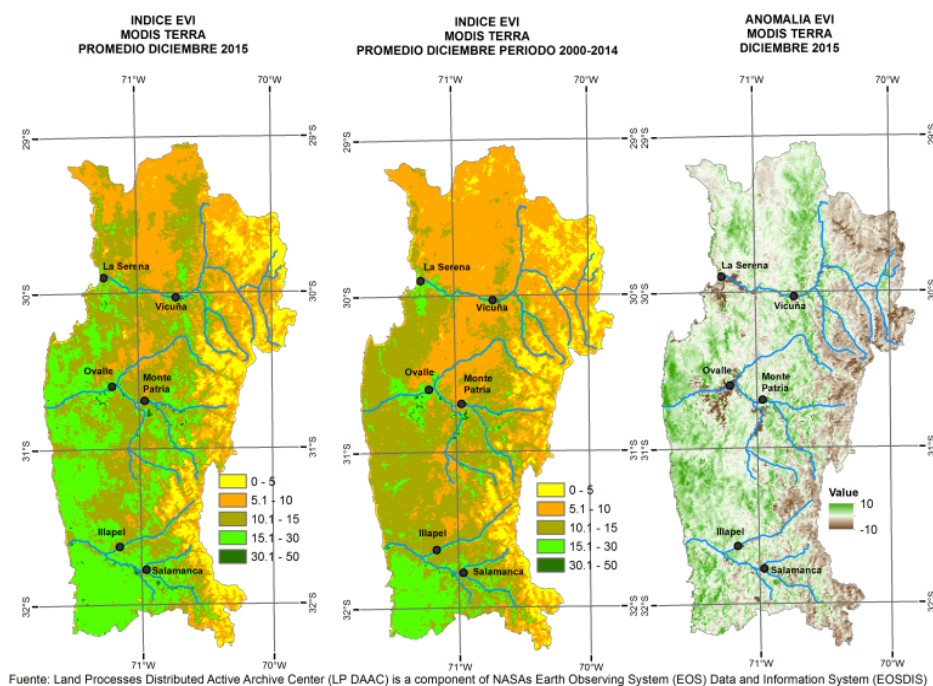 INDICE EVI
MODIS TERRA
PROMEDIO DICIEMBRE 2015
71°W
70°W
29°S
30°S
31°S
32°S
La Serena
Vicuña
Ovalle
Monte
Patria
Illapel
Salamanca
0 - 5
5.1 - 10
10.1 - 15
15.1 - 30
30.1 - 50
71°W
70°W
INDICE EVI
MODIS TERRA
PROMEDIO DICIEMBRE PERIODO 2000-2014
71°W
70°W
29°S
29°S
30°S
30°S
31°S
31°S
32°S
32°S
La Serena
Vicuña
Ovalle
Monte
Patria
Illapel
Salamanca
0 - 5
5.1 - 10
10.1 - 15
15.1 - 30
30.1 - 50
71°W
70°W
ANOMALIA EVI
MODIS TERRA
DICIEMBRE 2015
71°W
70°W
29°S
29°S
30°S
30°S
31°S
31°S
32°S
32°S
La Serena
Vicuña
Ovalle
Monte
Patria
Illapel
Salamanca
Value
10
-10
71°W
70°W
29°S
30°S
31°S
32°S
Fuente: Land Processes Distributed Active Archive Center (LP DAAC) is a component of NASAs Earth Observing System (EOS) Data and Information System (EOSDIS)